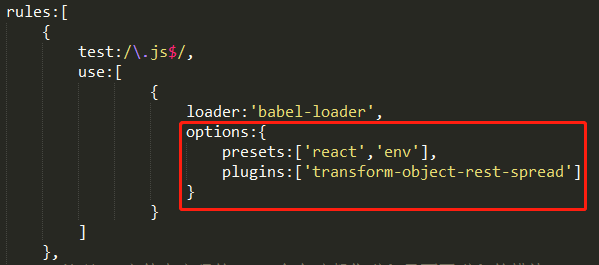 rules:[
{
test:/\.js$/,
use:[
{
loader:'babel-loader',
options:{
presets:['react','env'],
plugins:['transform-object-rest-spread']
}
}
]
},